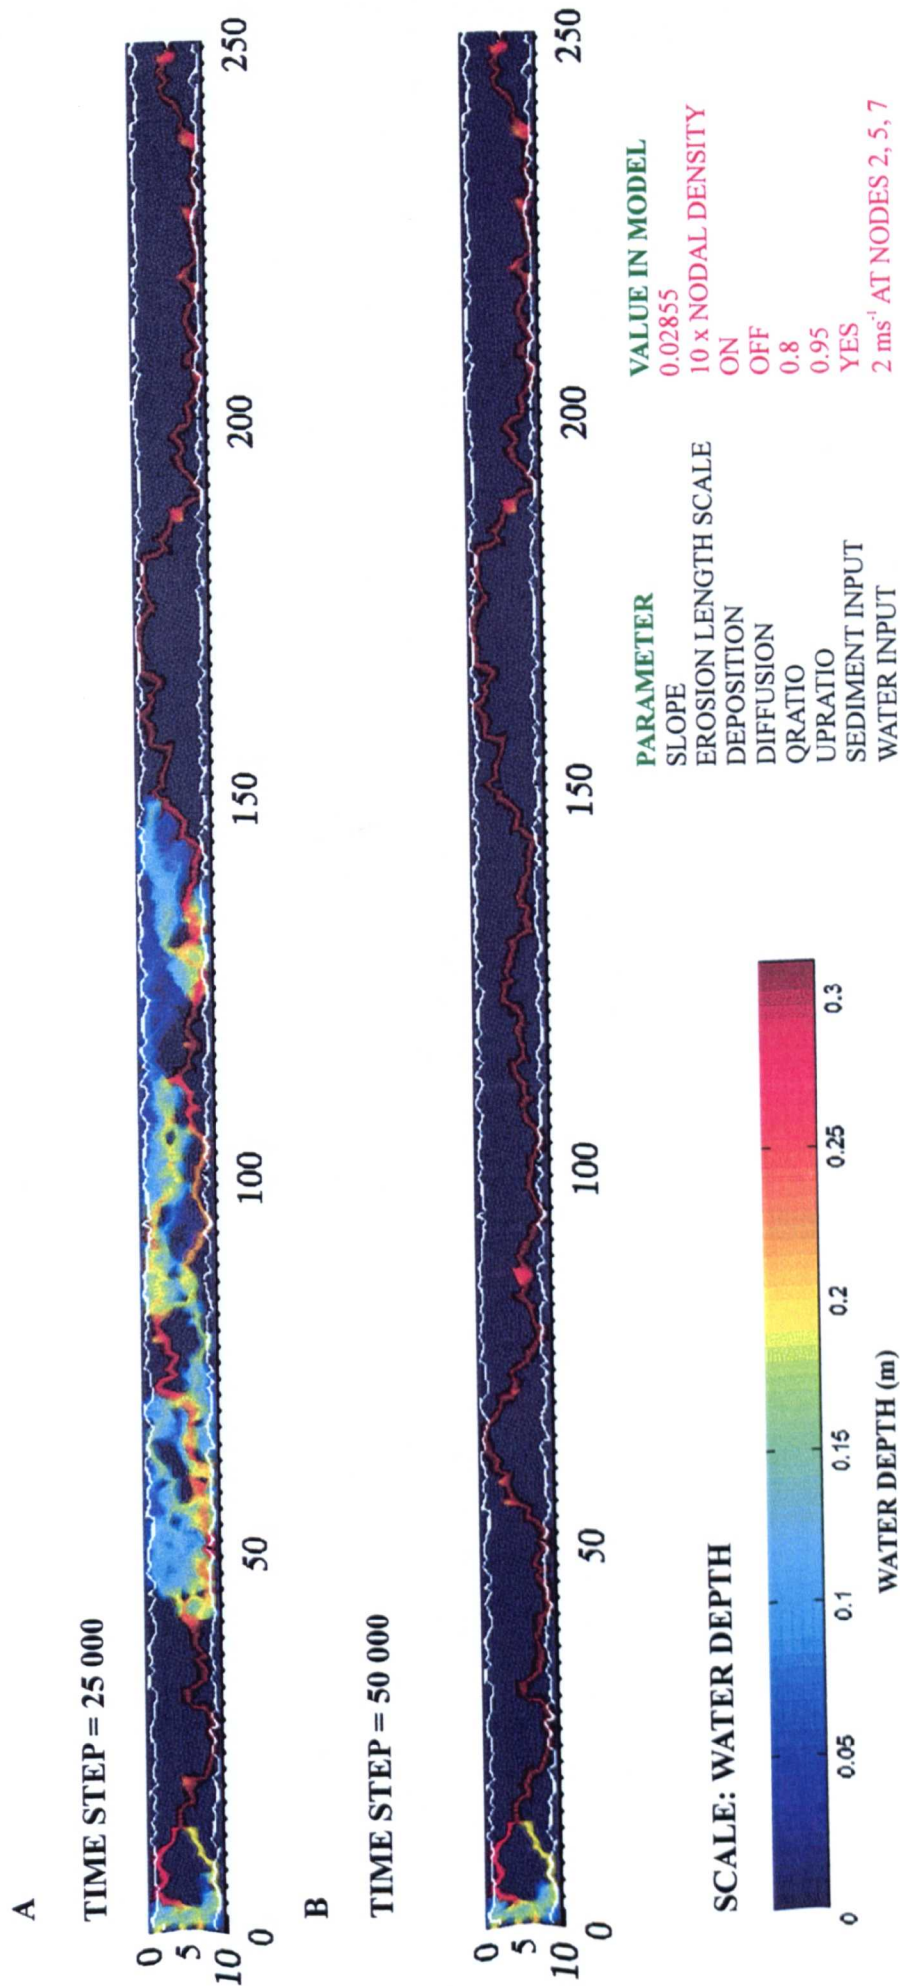 A
TIME STEP = 25 000
0
5
10
0
50
100
150
200
250
B
TIME STEP = 50 000
0
5
10
0
50
100
150
200
250
SCALE: WATER DEPTH
0
0.05
0.1
0.15
0.2
0.25
0.3
WATER DEPTH (m)
PARAMETER VALUE IN MODEL
SLOPE 0.02855
EROSION LENGTH SCALE 10 x NODAL DENSITY
DEPOSITION ON
DIFFUSION OFF
QRATIO 0.8
UPRATIO 0.95
SEDIMENT INPUT YES
WATER INPUT 2 ms⁻¹ AT NODES 2, 5, 7